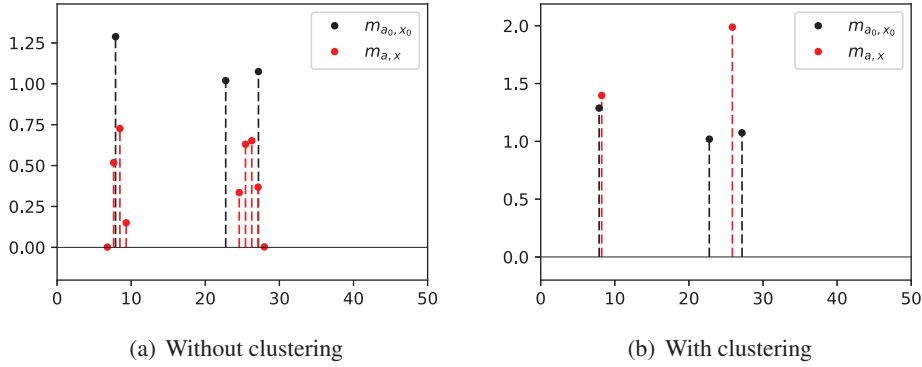 1.25
1.00
0.75
0.50
0.25
0.00
0 10 20 30 40 50
m_{a_0, x_0}
m_{a, x}
(a) Without clustering
2.0
1.5
1.0
0.5
0.0
0 10 20 30 40 50
m_{a_0, x_0}
m_{a, x}
(b) With clustering